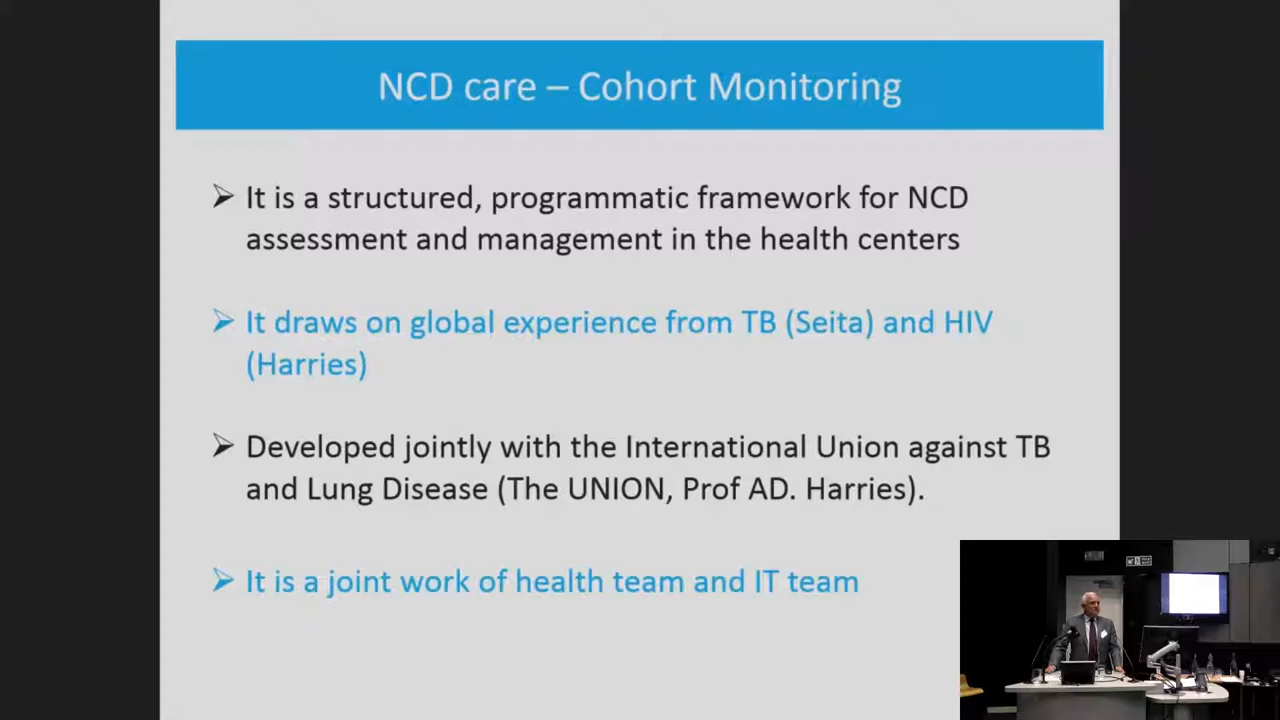 NCD care – Cohort Monitoring
➢ It is a structured, programmatic framework for NCD
assessment and management in the health centers
➢ It draws on global experience from TB (Seita) and HIV
(Harries)
➢ Developed jointly with the International Union against TB
and Lung Disease (The UNION, Prof AD. Harries).
➢ It is a joint work of health team and IT team